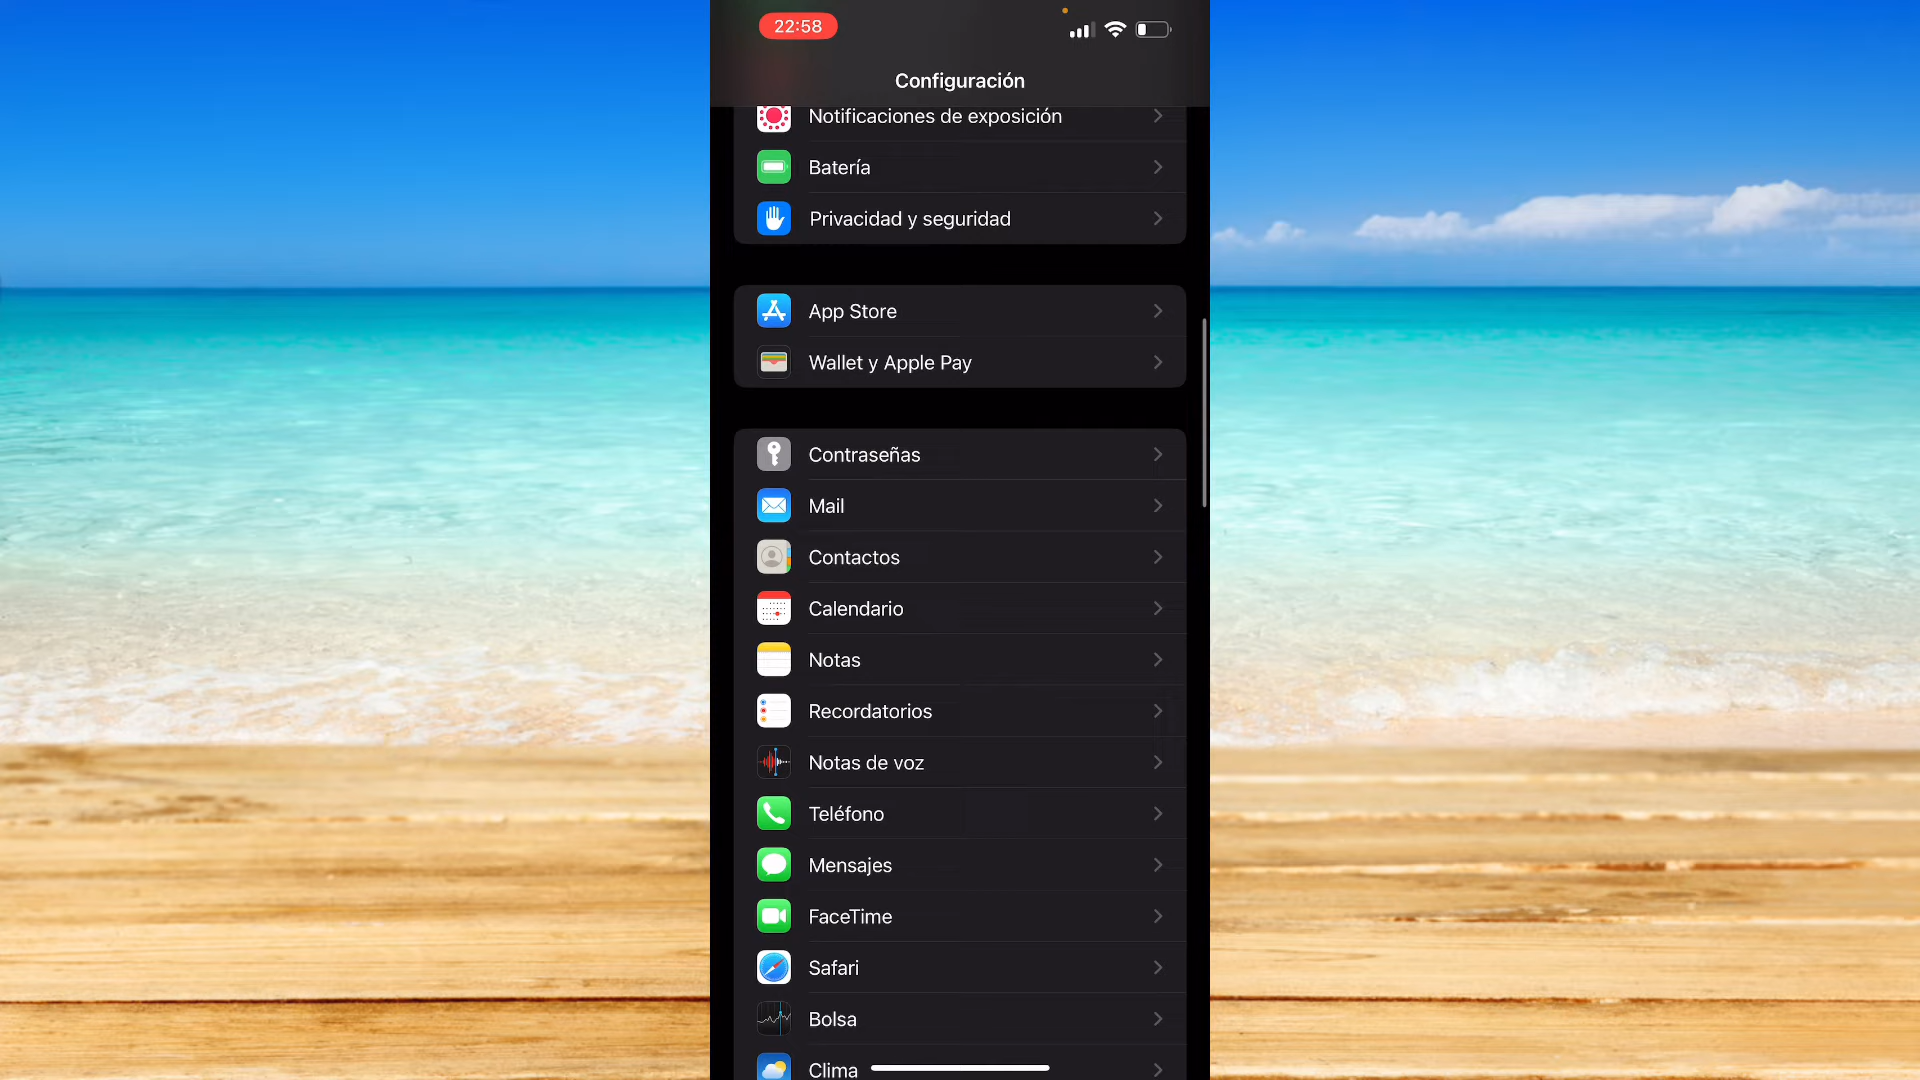 22:58
Configuración
Notificaciones de exposición
Batería
Privacidad y seguridad
App Store
Wallet y Apple Pay
Contraseñas
Mail
Contactos
Calendario
Notas
Recordatorios
Notas de voz
Teléfono
Mensajes
FaceTime
Safari
Bolsa
Clima